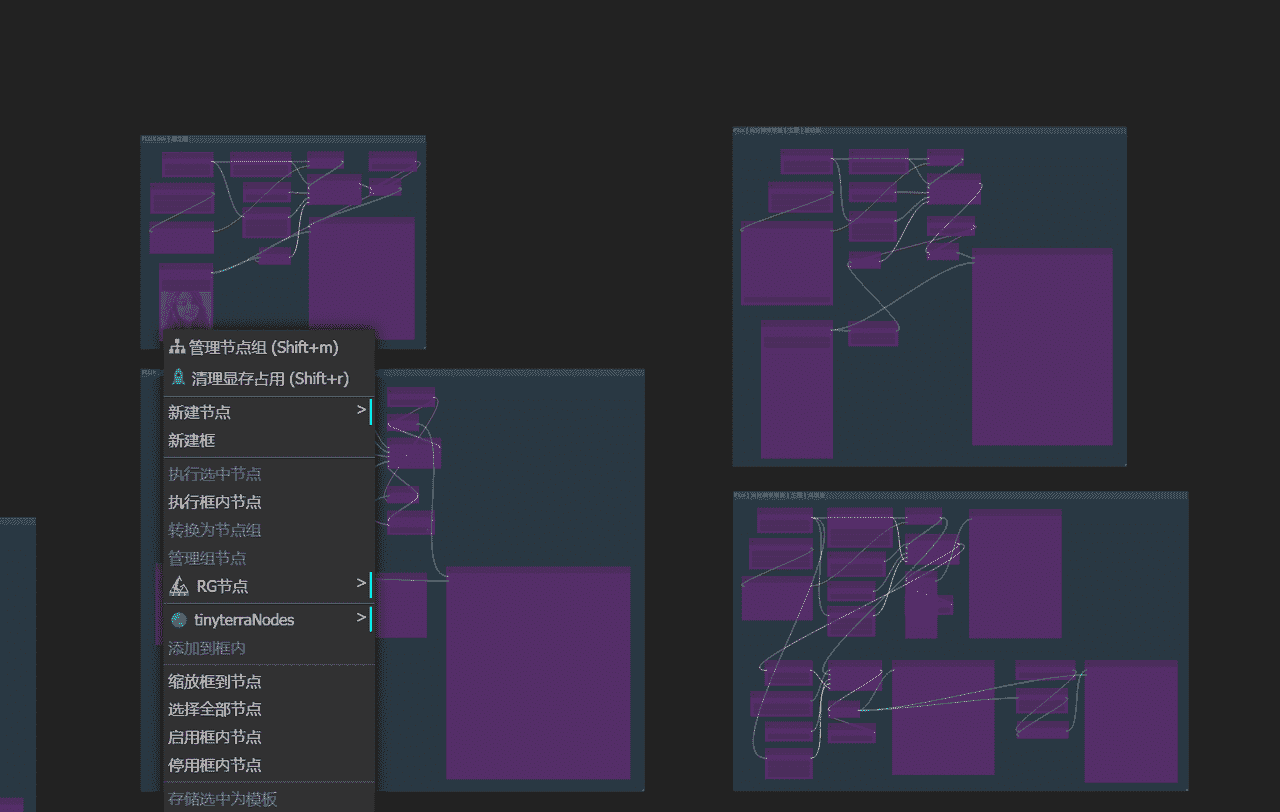 管理节点组 (Shift+m)
清理显存占用 (Shift+r)
新建节点 >
新建框
执行选中节点
执行框内节点
转换为节点组
管理组节点
RG节点 >
tinyterraNodes >
添加到框内
缩放框到节点
选择全部节点
启用框内节点
停用框内节点
存储选中为模板